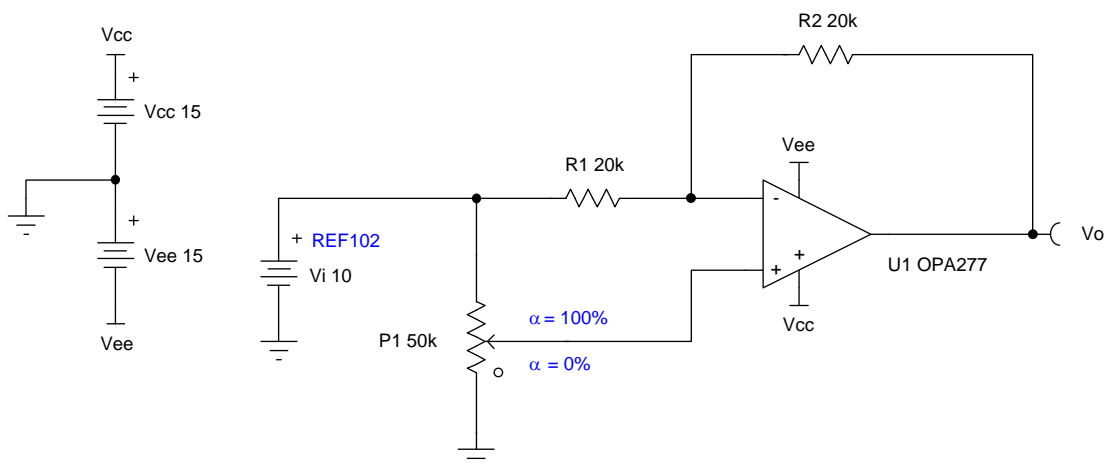 R2 20k
Vcc
+
Vcc 15
Vee
R1 20k
-
+
Vee 15
+ REF102
Vi 10
+
+
U1 OPA277
Vo
Vee
P1 50k
α = 100%
α = 0%
Vcc